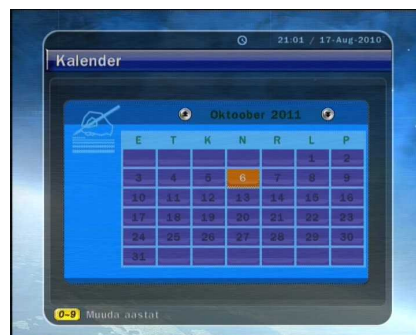 21:01 / 17-Aug-2010
Kalender
Oktoober 2011
E T K N R L P
1 2
3 4 5 6 7 8 9
10 11 12 13 14 15 16
17 18 19 20 21 22 23
24 25 26 27 28 29 30
31
0-9 Muuda aastat